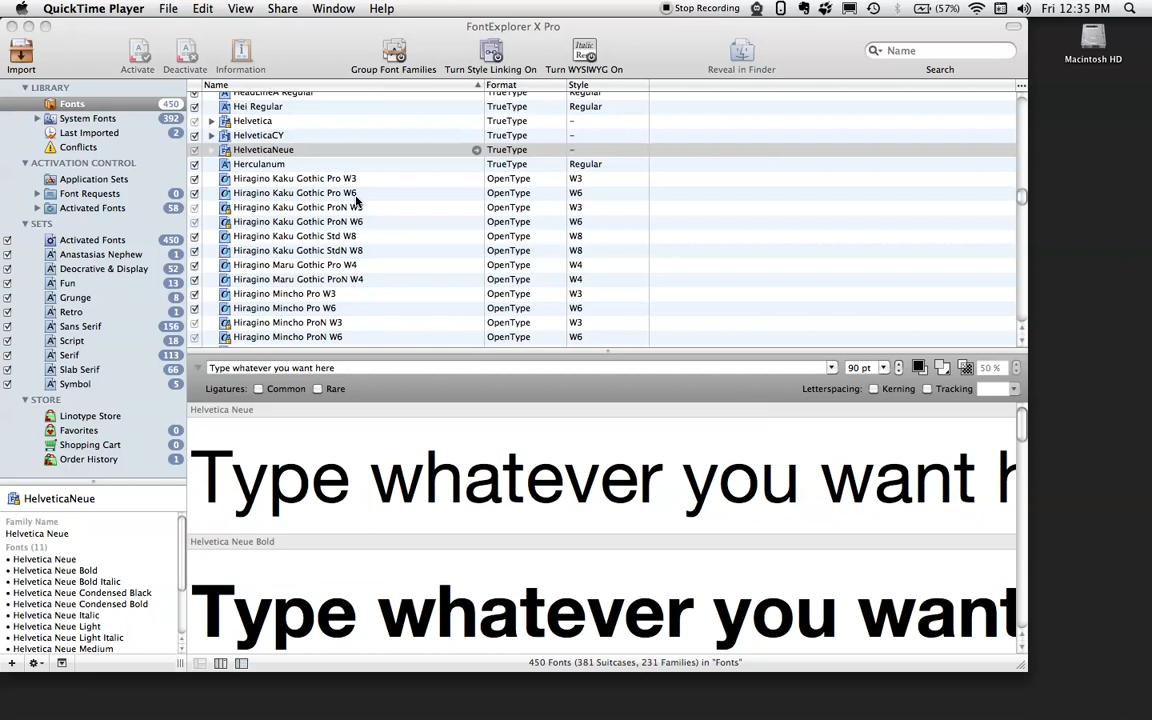 QuickTime Player File Edit View Share Window Help Stop Recording (57%) Fri 12:35 PM
FontExplorer X Pro
Macintosh HD
Import Activate Deactivate Information Group Font Families Turn Style Linking On Turn WYSIWYG On Reveal in Finder Name Search
Italic
LIBRARY
Fonts 450
System Fonts 392
Last Imported 2
Conflicts
ACTIVATION CONTROL
Application Sets
Font Requests 0
Activated Fonts 58
SETS
Activated Fonts 450
Anastasias Nephew 1
Deocrative & Display 52
Fun 13
Grunge 8
Retro 1
Sans Serif 156
Script 18
Serif 113
Slab Serif 66
Symbol 5
STORE
Linotype Store
Favorites 0
Shopping Cart 0
Order History 1
HelveticaNeue
Family Name
Helvetica Neue
Fonts (11)
• Helvetica Neue
• Helvetica Neue Bold
• Helvetica Neue Bold Italic
• Helvetica Neue Condensed Black
• Helvetica Neue Condensed Bold
• Helvetica Neue Italic
• Helvetica Neue Light
• Helvetica Neue Light Italic
• Helvetica Neue Medium
Name Format Style
HeadLineA Regular TrueType Regular
Hei Regular TrueType Regular
Helvetica TrueType –
HelveticaCY TrueType –
HelveticaNeue TrueType –
Herculanum TrueType Regular
Hiragino Kaku Gothic Pro W3 OpenType W3
Hiragino Kaku Gothic Pro W6 OpenType W6
Hiragino Kaku Gothic ProN W3 OpenType W3
Hiragino Kaku Gothic ProN W6 OpenType W6
Hiragino Kaku Gothic Std W8 OpenType W8
Hiragino Kaku Gothic StdN W8 OpenType W8
Hiragino Maru Gothic Pro W4 OpenType W4
Hiragino Maru Gothic ProN W4 OpenType W4
Hiragino Mincho Pro W3 OpenType W3
Hiragino Mincho Pro W6 OpenType W6
Hiragino Mincho ProN W3 OpenType W3
Hiragino Mincho ProN W6 OpenType W6
Type whatever you want here 90 pt 50 %
Ligatures: Common Rare Letterspacing: Kerning Tracking
Helvetica Neue
Type whatever you want h
Helvetica Neue Bold
Type whatever you want
450 Fonts (381 Suitcases, 231 Families) in "Fonts"